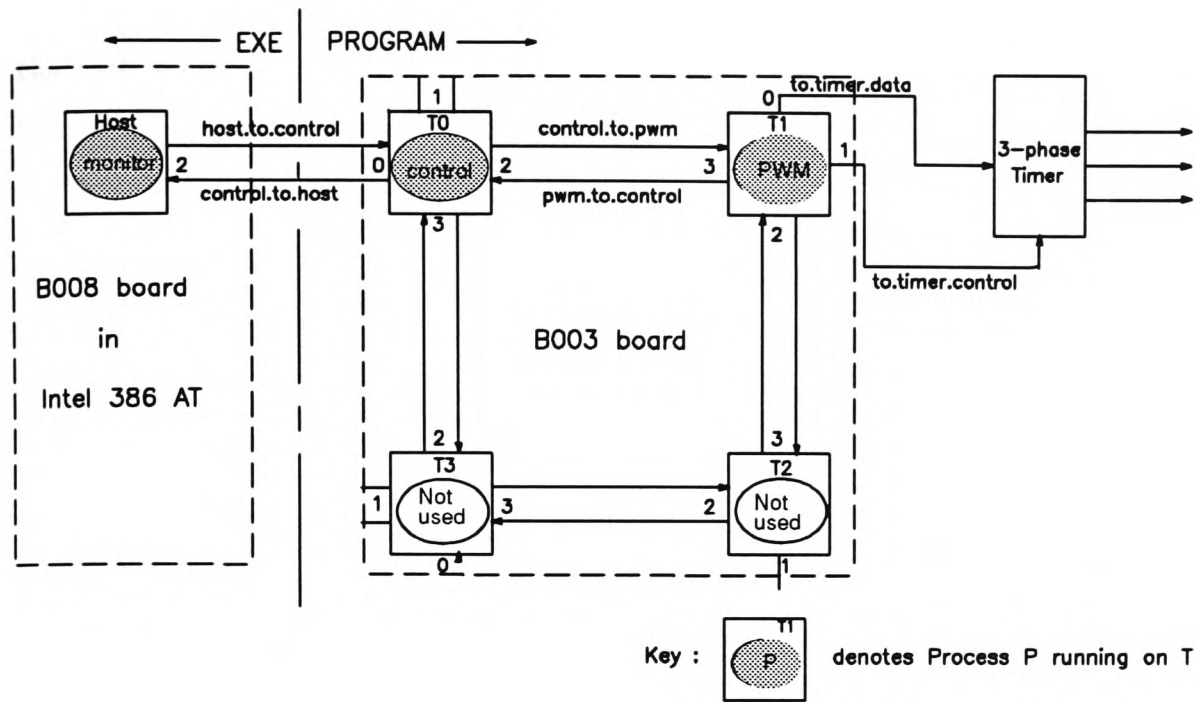 EXE PROGRAM
Host
monitor
2
host.to.control
control.to.host
0
1
T0
control
2
3
control.to.pwm
pwm.to.control
3
0
T1
PWM
1
2
to.timer.data
to.timer.control
3-phase
Timer
B008 board
in
Intel 386 AT
B003 board
2
T3
Not
used
1
3
0
3
T2
Not
used
2
1
Key :
T1
P
denotes Process P running on T